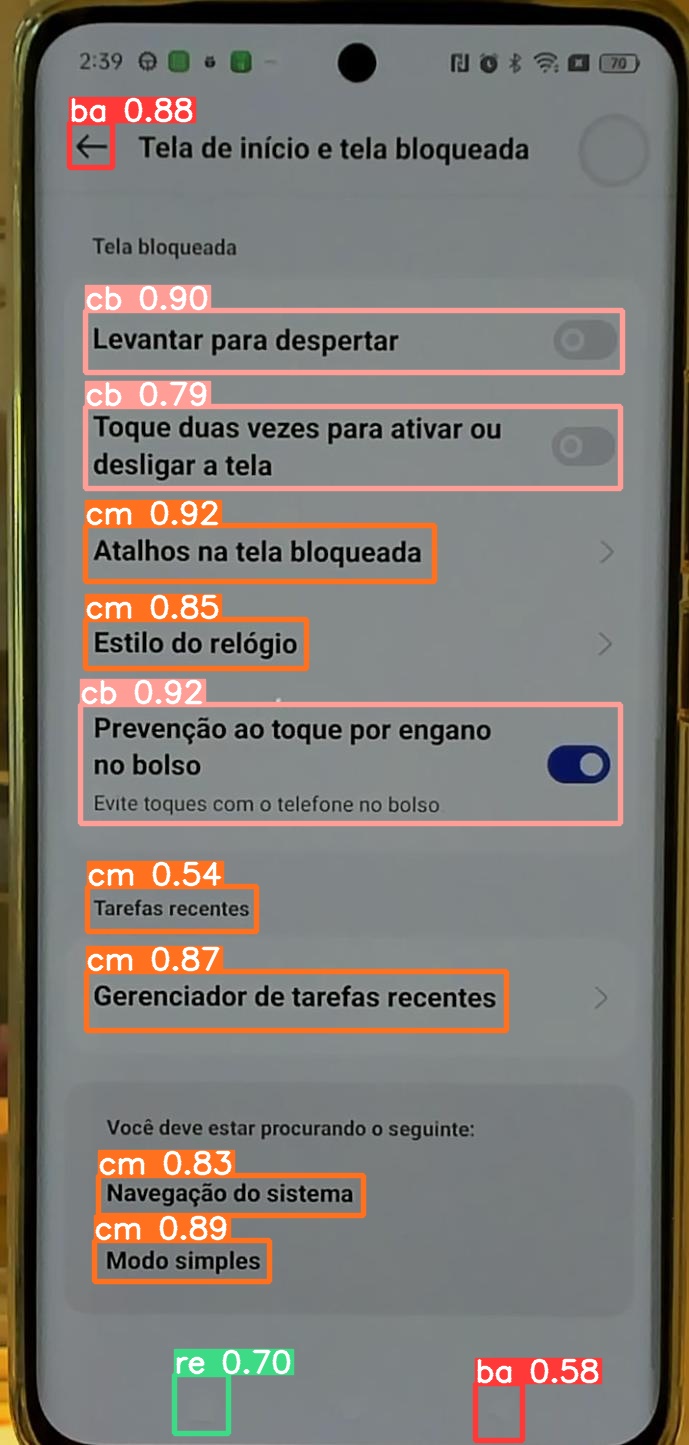 2:39
70
ba 0.88
Tela de início e tela bloqueada
Tela bloqueada
cb 0.90
Levantar para despertar
cb 0.79
Toque duas vezes para ativar ou
desligar a tela
cm 0.92
Atalhos na tela bloqueada
cm 0.85
Estilo do relógio
cb 0.92
Prevenção ao toque por engano
no bolso
Evite toques com o telefone no bolso
cm 0.54
Tarefas recentes
cm 0.87
Gerenciador de tarefas recentes
Você deve estar procurando o seguinte:
cm 0.83
Navegação do sistema
cm 0.89
Modo simples
re 0.70
ba 0.58